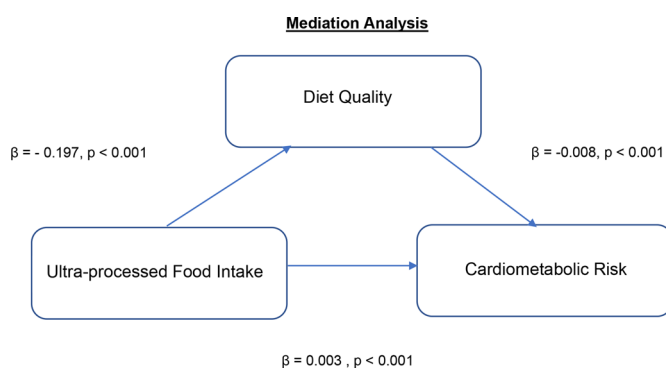 Mediation Analysis
Diet Quality
β = - 0.197, p < 0.001
β = -0.008, p < 0.001
Ultra-processed Food Intake
Cardiometabolic Risk
β = 0.003 , p < 0.001